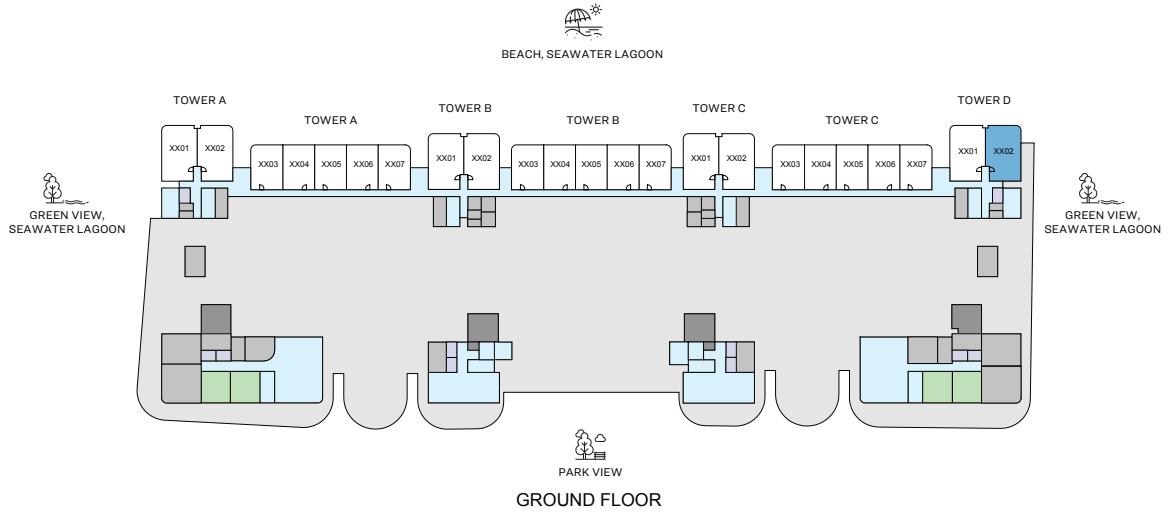 BEACH, SEAWATER LAGOON
TOWER A
TOWER A
TOWER B
TOWER B
TOWER C
TOWER C
TOWER D
XX01 XX02
XX03 XX04 XX05 XX06 XX07
XX01 XX02
XX03 XX04 XX05 XX06 XX07
XX01 XX02
XX03 XX04 XX05 XX06 XX07
XX01 XX02
GREEN VIEW,
SEAWATER LAGOON
GREEN VIEW,
SEAWATER LAGOON
PARK VIEW
GROUND FLOOR